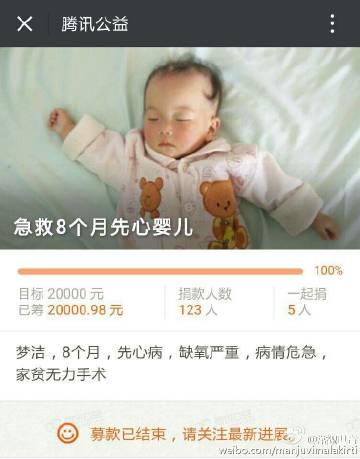 腾讯公益
急救8个月先心婴儿
100%
目标 20000 元
已筹 20000.98 元
捐款人数
123 人
一起捐
5 人
梦洁，8个月，先心病，缺氧严重，病情危急，
家贫无力手术
募款已结束，请关注最新进展。
weibo.com/manjuvimalakirti